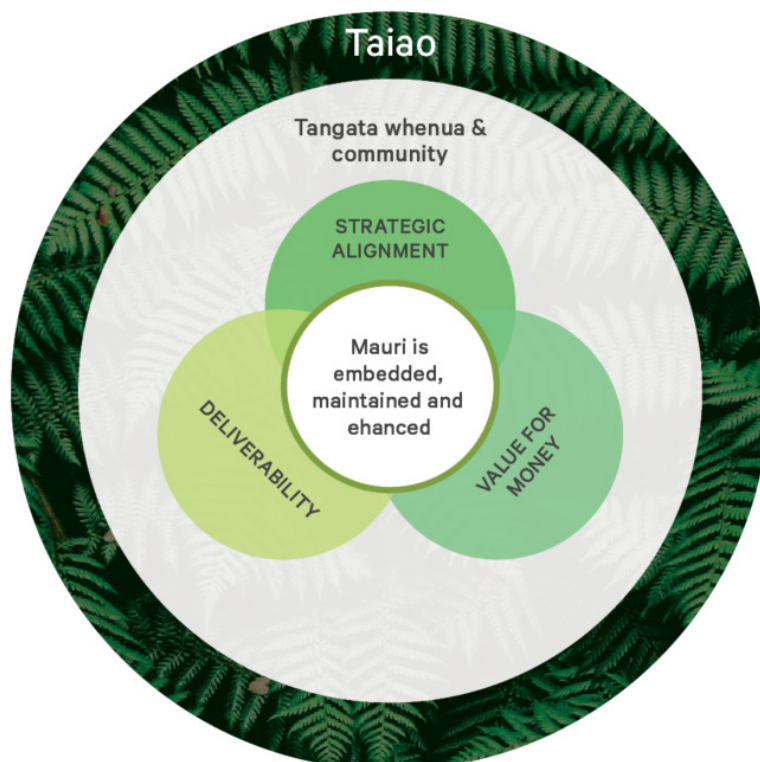 Taiao
Tangata whenua &
community
STRATEGIC
ALIGNMENT
Mauri is
embedded,
maintained and
ehanced
DELIVERABILITY
VALUE FOR
MONEY